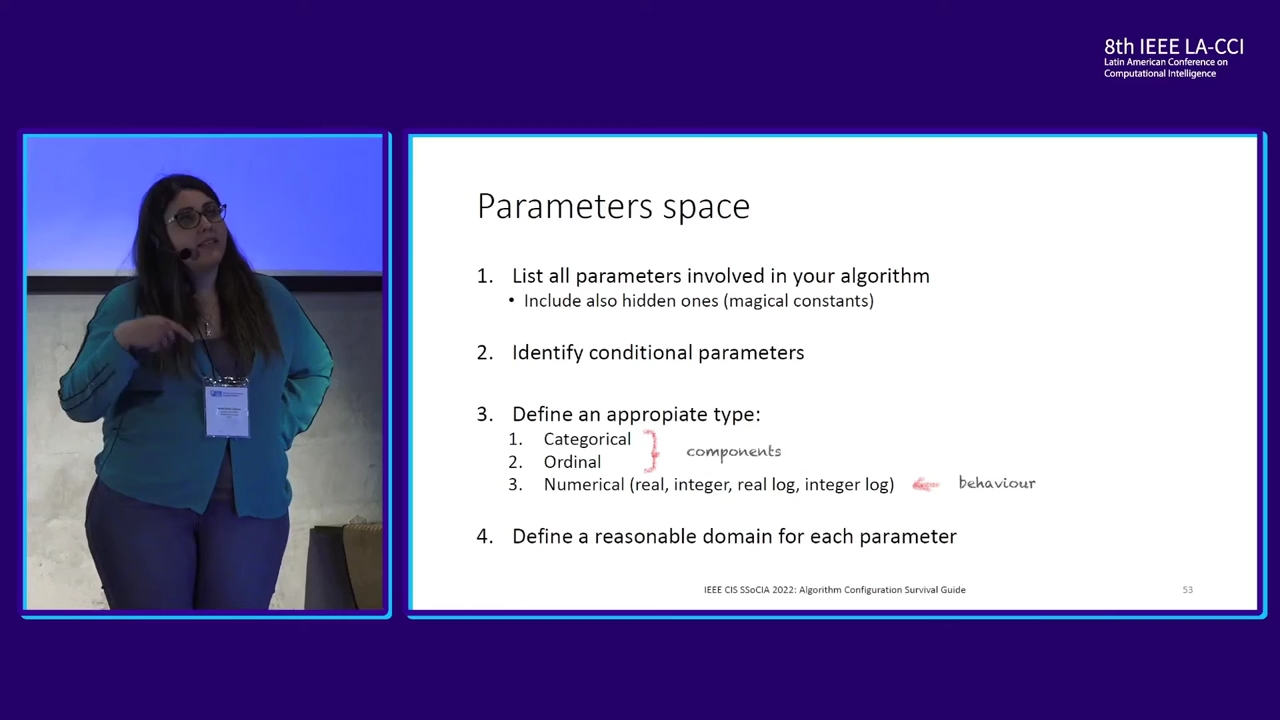 8th IEEE LA-CCI
Latin American Conference on
Computational Intelligence
Parameters space
1. List all parameters involved in your algorithm
• Include also hidden ones (magical constants)
2. Identify conditional parameters
3. Define an appropiate type:
1. Categorical
2. Ordinal
components
3. Numerical (real, integer, real log, integer log)
behaviour
4. Define a reasonable domain for each parameter
IEEE CIS SSoCIA 2022: Algorithm Configuration Survival Guide
53